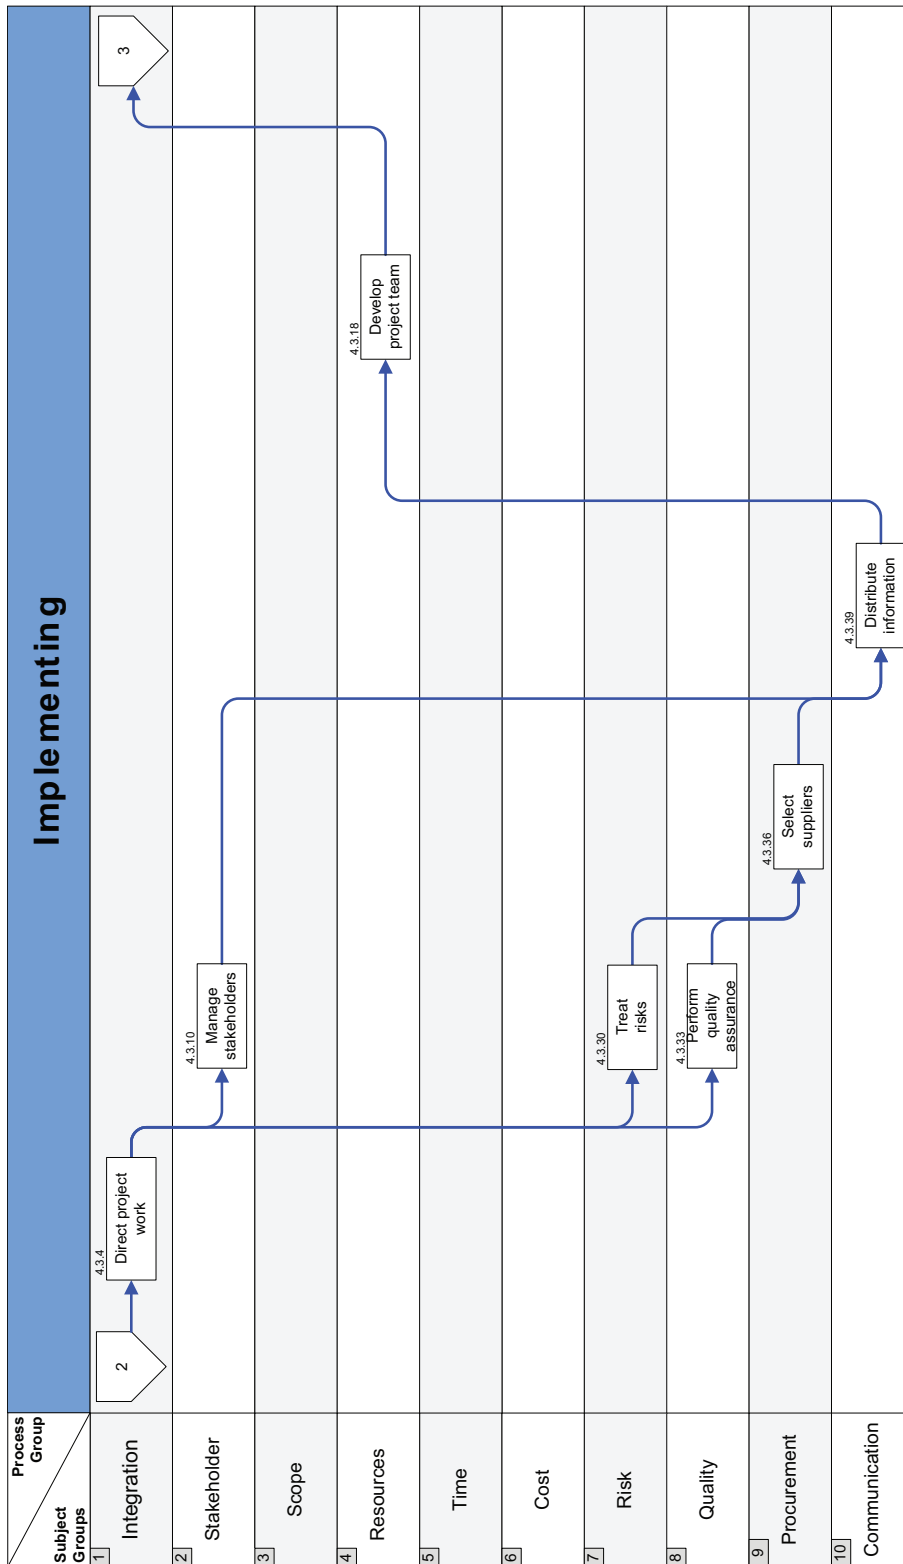 Process
Group
Subject
Groups
Implementing
1
Integration
2
4.3.4
Direct project
work
3
2
Stakeholder
4.3.10
Manage
stakeholders
3
Scope
4
Resources
4.3.18
Develop
project team
5
Time
6
Cost
7
Risk
4.3.30
Treat
risks
8
Quality
4.3.33
Perform
quality
assurance
9
Procurement
4.3.36
Select
suppliers
10
Communication
4.3.39
Distribute
information